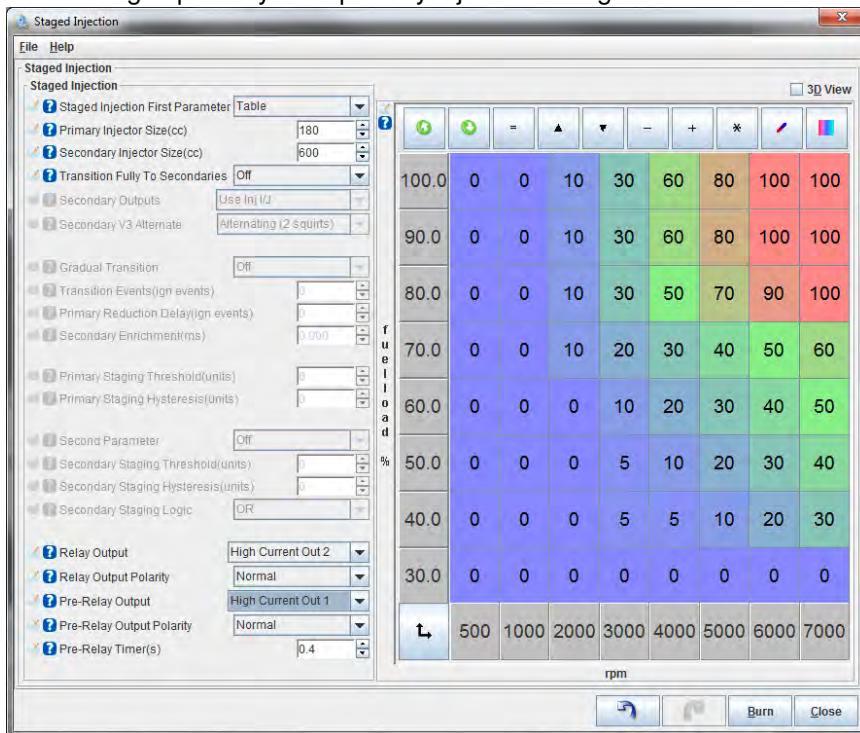 Staged Injection
File Help
Staged Injection
Staged Injection
3D View
Staged Injection First Parameter Table
Primary Injector Size(cc) 180
Secondary Injector Size(cc) 600
Transition Fully To Secondaries Off
Secondary Outputs Use Inj I/J
Secondary V3 Alternate Alternating (2 squirts)
Gradual Transition Off
Transition Events(ign events) 0
Primary Reduction Delay(ign events) 0
Secondary Enrichment(ms) 0.000
Primary Staging Threshold(units) 0
Primary Staging Hysteresis(units) 0
Second Parameter Off
Secondary Staging Threshold(units) 0
Secondary Staging Hysteresis(units) 0
Secondary Staging Logic OR
Relay Output High Current Out 2
Relay Output Polarity Normal
Pre-Relay Output High Current Out 1
Pre-Relay Output Polarity Normal
Pre-Relay Timer(s) 0.4
= - + *
fuelload %
100.0 0 0 10 30 60 80 100 100
90.0 0 0 10 30 60 80 100 100
80.0 0 0 10 30 50 70 90 100
70.0 0 0 10 20 30 40 50 60
60.0 0 0 0 10 20 30 40 50
50.0 0 0 0 5 10 20 30 40
40.0 0 0 0 5 5 10 20 30
30.0 0 0 0 0 0 0 0 0
500 1000 2000 3000 4000 5000 6000 7000
rpm
Burn Close